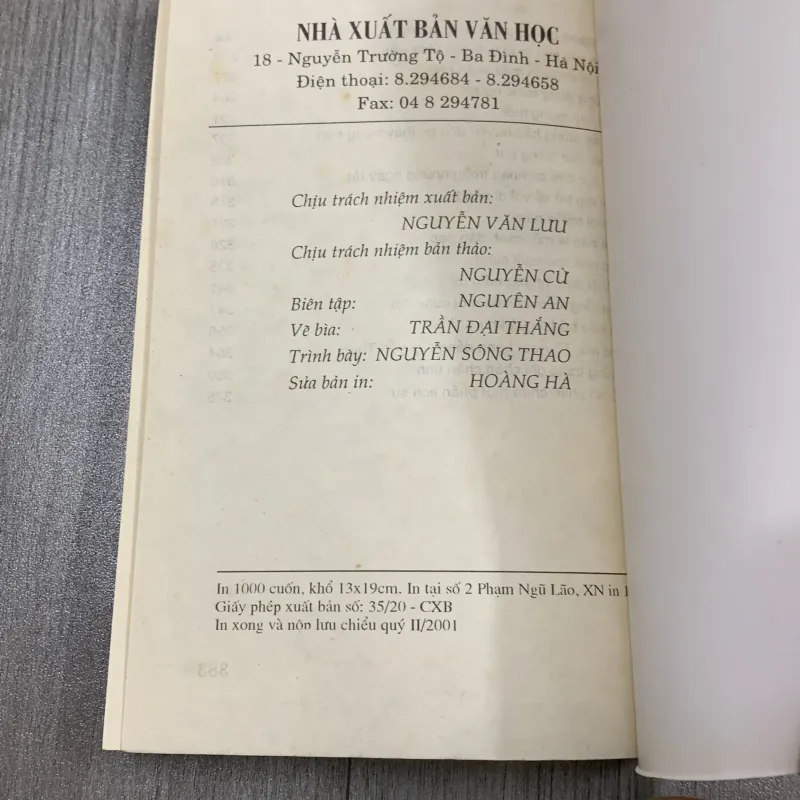 NHÀ XUẤT BẢN VĂN HỌC
18 - Nguyễn Trường Tộ - Ba Đình - Hà Nội
Điện thoại: 8.294684 - 8.294658
Fax: 04 8 294781
Chịu trách nhiệm xuất bản:
NGUYỄN VĂN LƯU
Chịu trách nhiệm bản thảo:
NGUYỄN CỪ
Biên tập: NGUYÊN AN
Vẽ bìa: TRẦN ĐẠI THẮNG
Trình bày: NGUYỄN SÔNG THAO
Sửa bản in: HOÀNG HÀ
In 1000 cuốn, khổ 13x19cm. In tại số 2 Phạm Ngũ Lão, XN in
Giấy phép xuất bản số: 35/20 - CXB
In xong và nộp lưu chiểu quý II/2001